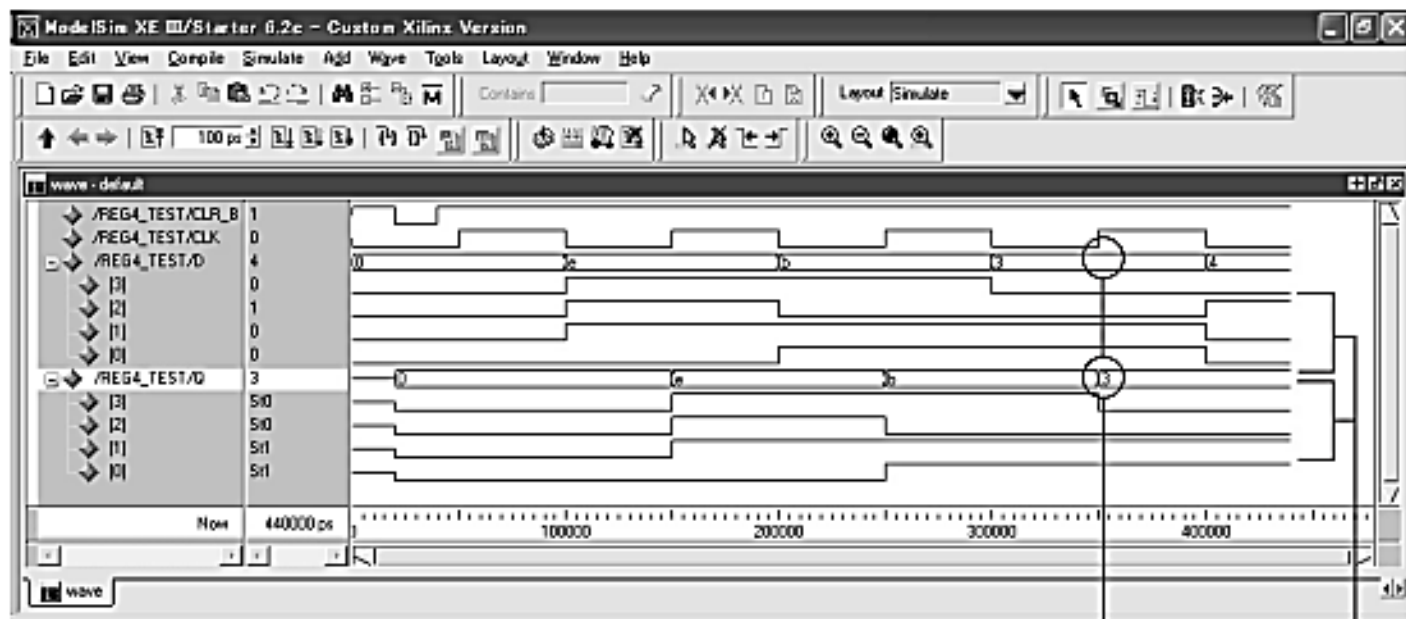 ModelSim XE III/Starter 6.2c - Custom Xilinx Version
File Edit View Compile Simulate Add Wave Tools Layout Window Help
Contains Layout Simulate
100 ps
wave - default
/REG4_TEST/CLR_B 1
/REG4_TEST/CLK 0
/REG4_TEST/D 4 0 e b 3 4
[3] 0
[2] 1
[1] 0
[0] 0
/REG4_TEST/Q 3 0 e b 3
[3] St0
[2] St0
[1] St1
[0] St1
Now 440000 ps 100000 200000 300000 400000
wave